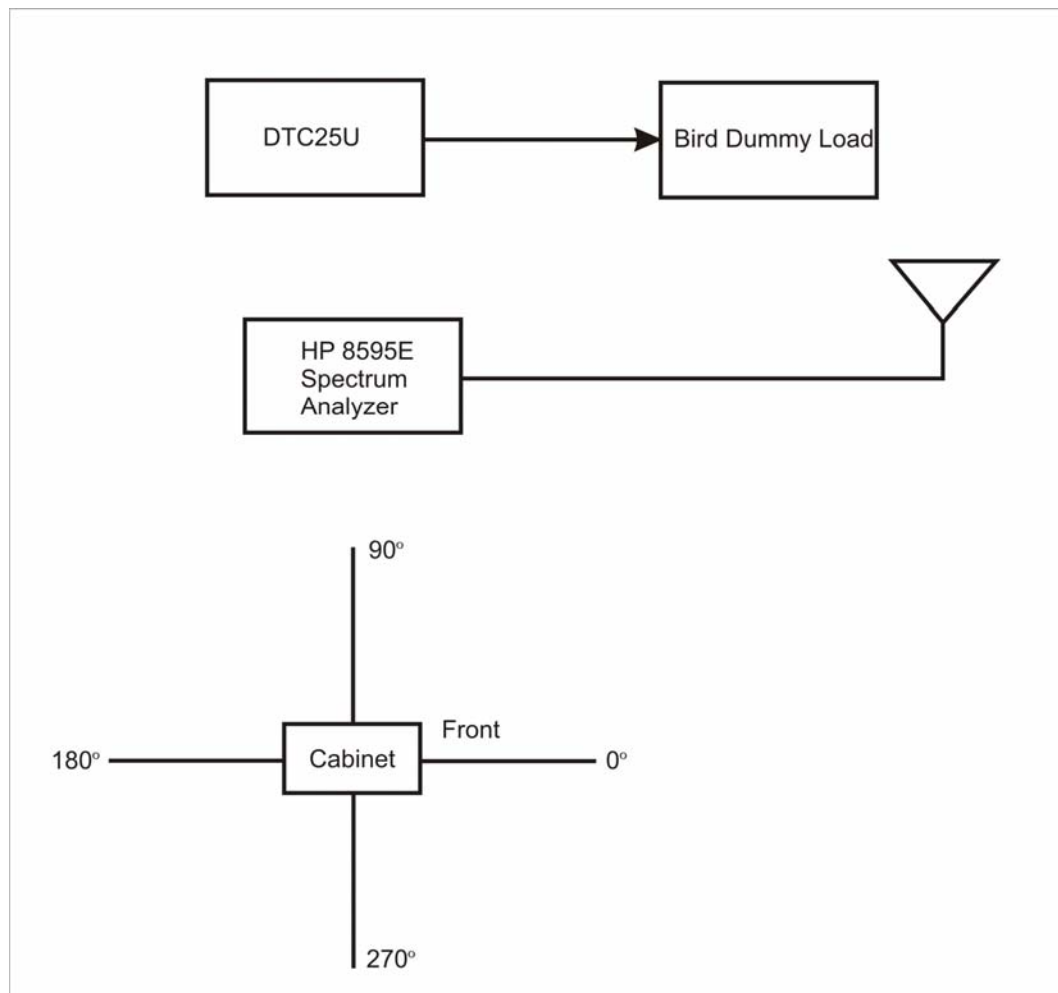 DTC25U
Bird Dummy Load
HP 8595E
Spectrum
Analyzer
90°
Front
180°
Cabinet
0°
270°